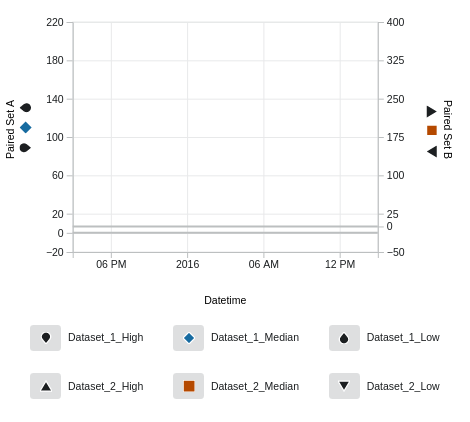 220
180
140
100
60
20
0
−20
400
325
250
175
100
25
0
−50
Paired Set A
Paired Set B
06 PM
2016
06 AM
12 PM
Datetime
Dataset_1_High
Dataset_1_Median
Dataset_1_Low
Dataset_2_High
Dataset_2_Median
Dataset_2_Low